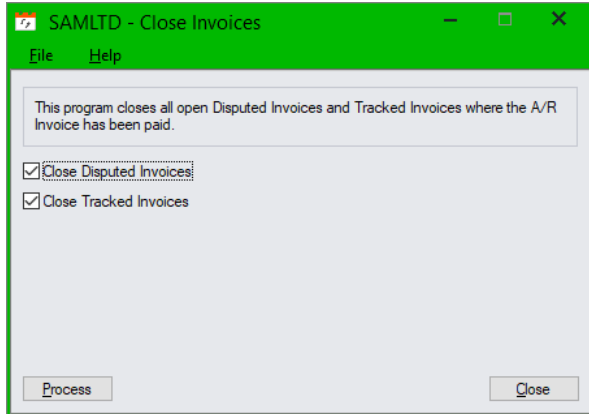 SAMLTD - Close Invoices
File Help
This program closes all open Disputed Invoices and Tracked Invoices where the A/R
Invoice has been paid.
Close Disputed Invoices
Close Tracked Invoices
Process Close